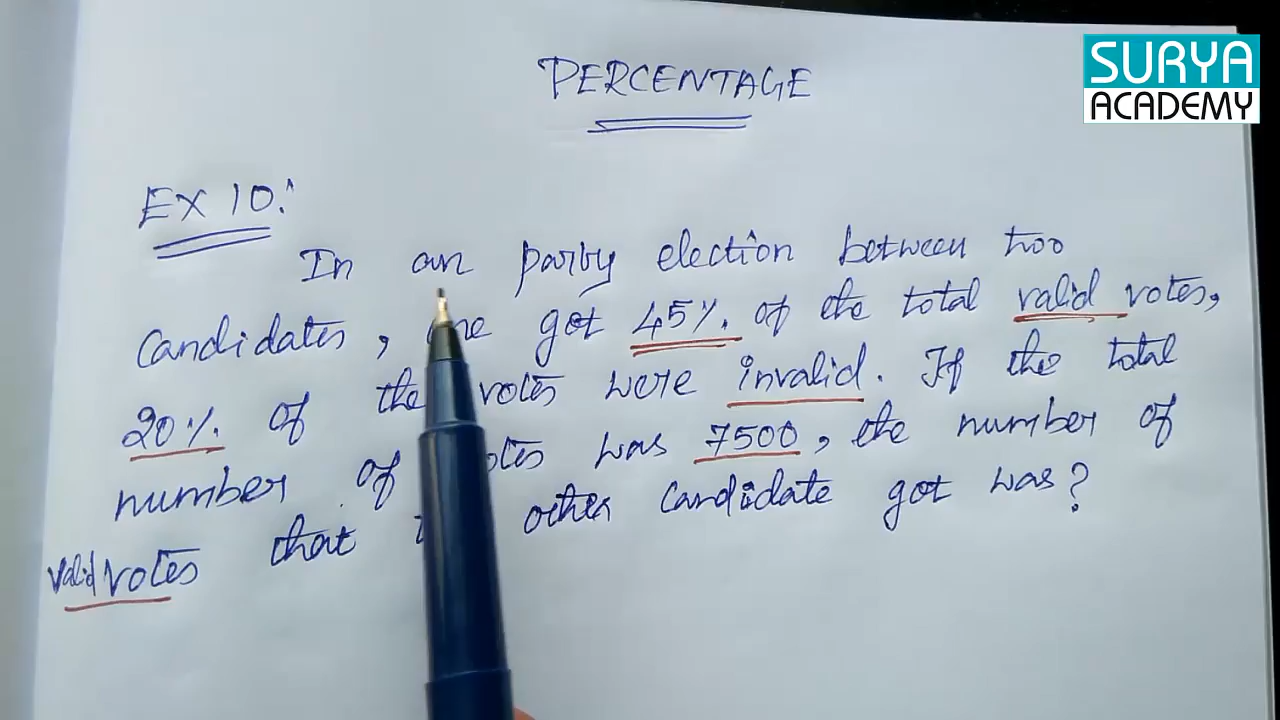 PERCENTAGE
SURYA
ACADEMY
EX 10:
In an party election between two
Candidates, one got 45% of the total valid votes,
20% of the votes were invalid. If the total
number of votes was 7500, the number of
valid votes that other candidate got was?